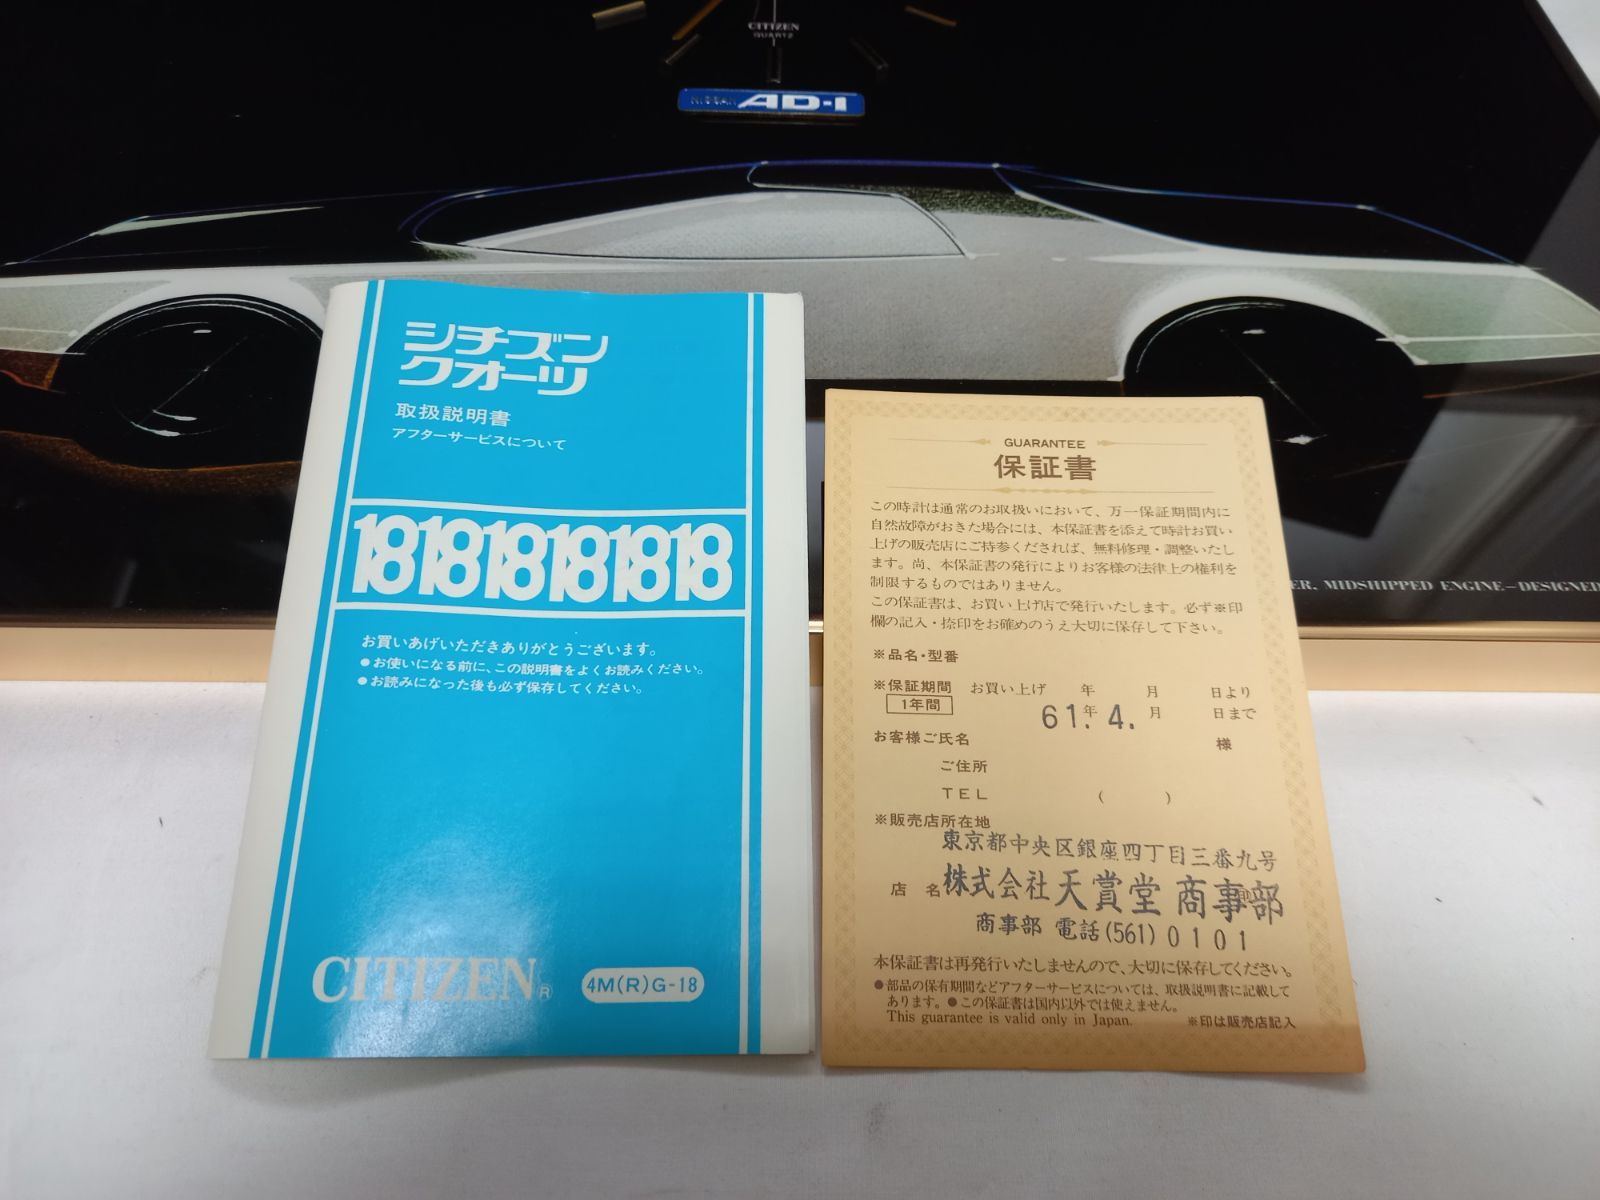 CITIZEN
QUARTZ
NISSAN AD-1
シチズン
クオーツ
取扱説明書
アフターサービスについて
181818181818
お買いあげいただきありがとうございます。
●お使いになる前に、この説明書をよくお読みください。
●お読みになった後も必ず保存してください。
CITIZEN®
4M(R)G-18
GUARANTEE
保証書
この時計は通常のお取扱いにおいて、万一保証期間内に
自然故障がおきた場合には、本保証書を添えて時計お買い
上げの販売店にご持参くだされば、無料修理・調整いたし
ます。尚、本保証書の発行によりお客様の法律上の権利を
制限するものではありません。
この保証書は、お買い上げ店で発行いたします。必ず※印
欄の記入・捺印をお確めのうえ大切に保存して下さい。
※品名・型番
※保証期間 お買い上げ 年 月 日より
1年間 61.年 4. 月 日まで
お客様ご氏名 様
ご住所
TEL ( )
※販売店所在地
東京都中央区銀座四丁目三番九号
店 名 株式会社天賞堂 商事部 印
商事部 電話(561)0101
本保証書は再発行いたしませんので、大切に保存してください。
●部品の保有期間などアフターサービスについては、取扱説明書に記載して
あります。●この保証書は国内以外では使えません。
This guarantee is valid only in Japan. ※印は販売店記入
ER, MIDSHIPPED ENGINE–DESIGNED